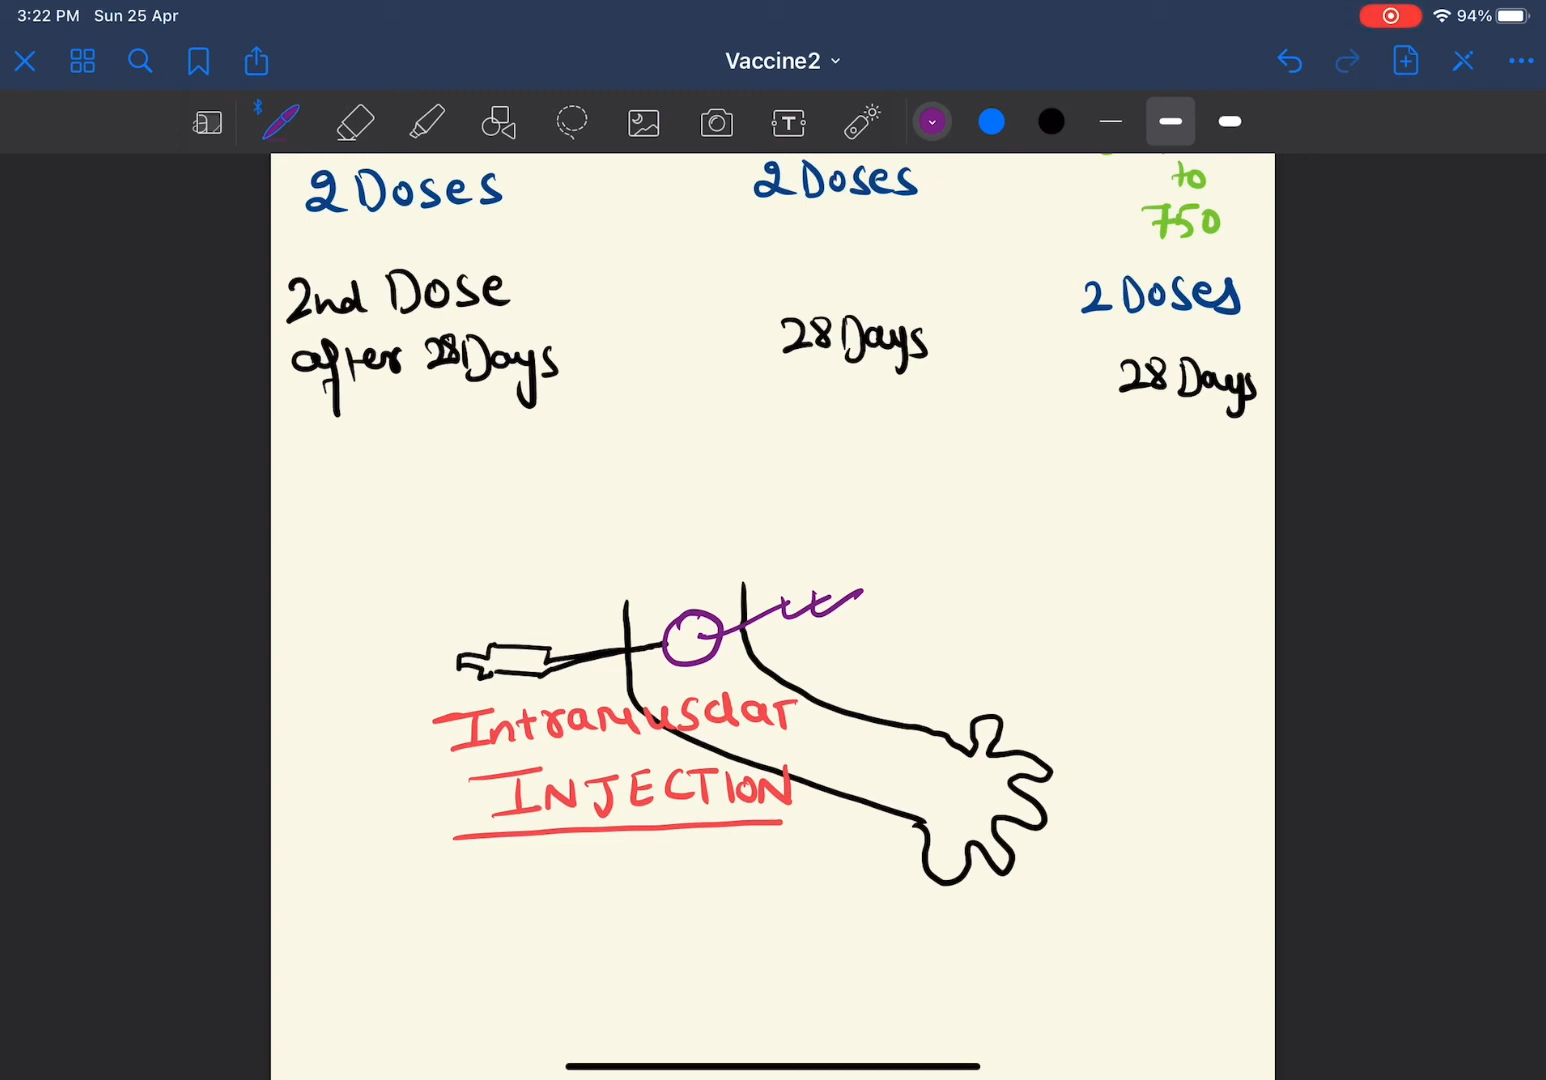 3:22 PM Sun 25 Apr
94%
Vaccine2
2 Doses
2 Doses
to
750
2nd Dose
after 28 Days
28 Days
2 Doses
28 Days
Intramusclar
INJECTION